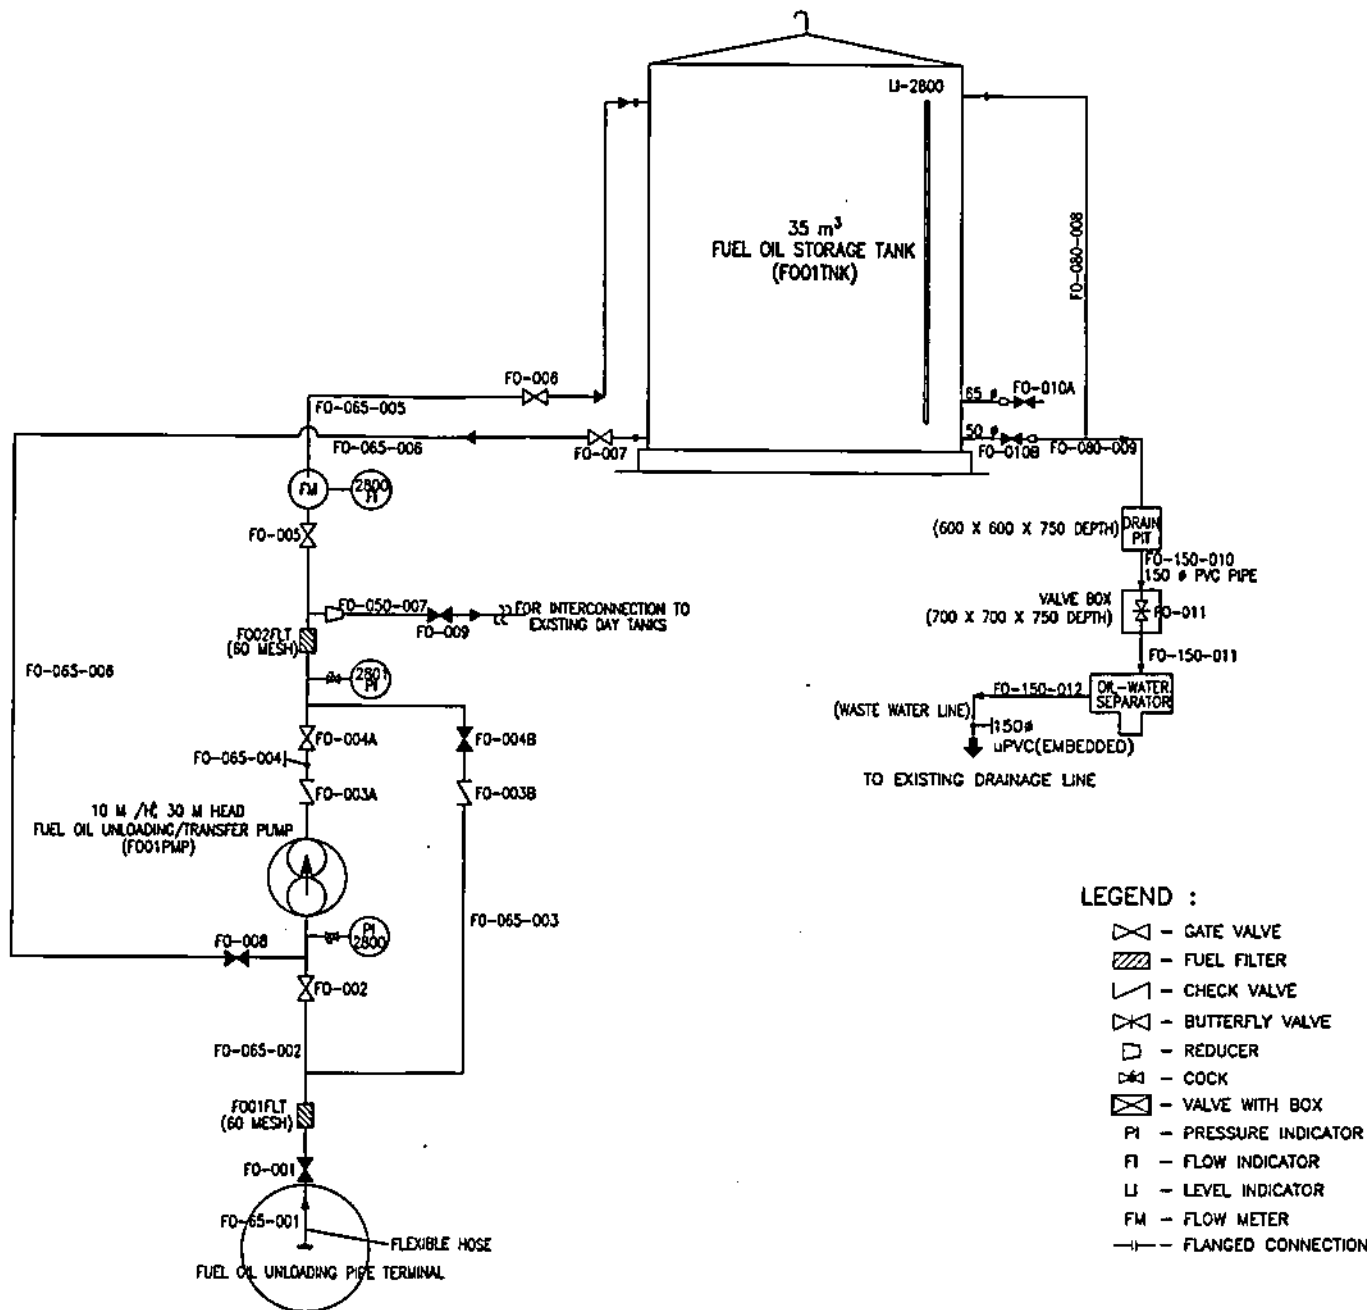 LI-2800
35 m³
FUEL OIL STORAGE TANK
(FO01TNK)
FO-080-008
FO-006
FO-065-005
FO-065-006
FO-007
65 ø
FO-010A
50 ø
FO-010B
FO-080-009
FM
2800
FI
FO-005
(600 X 600 X 750 DEPTH)
DRAIN
PIT
FO-150-010
150 ø PVC PIPE
VALVE BOX
(700 X 700 X 750 DEPTH)
FO-011
FO-150-011
FO-050-007
FO-009
FOR INTERCONNECTION TO
EXISTING DAY TANKS
FO02FLT
(60 MESH)
2801
PI
FO-065-006
FO-150-012
OIL-WATER
SEPARATOR
(WASTE WATER LINE)
150ø
uPVC(EMBEDDED)
TO EXISTING DRAINAGE LINE
FO-004A
FO-004B
FO-065-004
FO-003A
FO-003B
10 M /H, 30 M HEAD
FUEL OIL UNLOADING/TRANSFER PUMP
(FO01PMP)
FO-065-003
PI
2800
FO-008
FO-002
FO-065-002
FO01FLT
(60 MESH)
FO-001
FO-65-001
FLEXIBLE HOSE
FUEL OIL UNLOADING PIPE TERMINAL
LEGEND :
– GATE VALVE
– FUEL FILTER
– CHECK VALVE
– BUTTERFLY VALVE
– REDUCER
– COCK
– VALVE WITH BOX
PI – PRESSURE INDICATOR
FI – FLOW INDICATOR
LI – LEVEL INDICATOR
FM – FLOW METER
– FLANGED CONNECTION